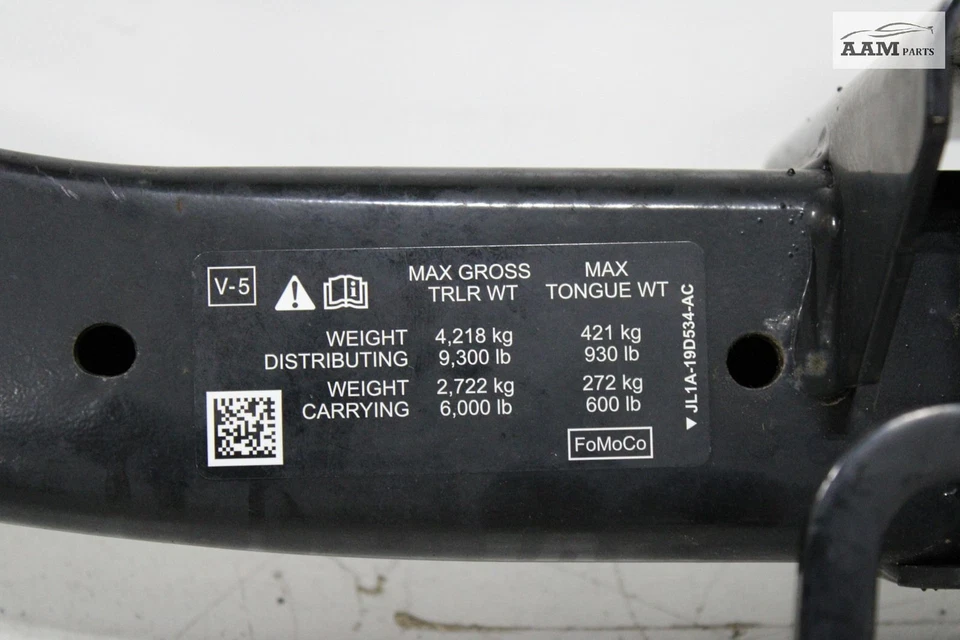 AAM PARTS
V-5
MAX GROSS TRLR WT
MAX TONGUE WT
WEIGHT DISTRIBUTING
4,218 kg
9,300 lb
421 kg
930 lb
WEIGHT CARRYING
2,722 kg
6,000 lb
272 kg
600 lb
FoMoCo
JL1A-19D534-AC